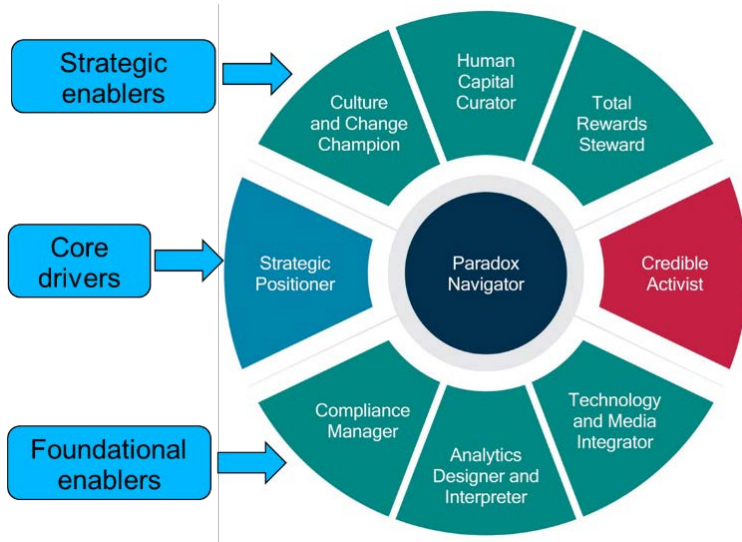 Strategic
enablers
Culture
and Change
Champion
Human
Capital
Curator
Total
Rewards
Steward
Core
drivers
Strategic
Positioner
Paradox
Navigator
Credible
Activist
Foundational
enablers
Compliance
Manager
Analytics
Designer and
Interpreter
Technology
and Media
Integrator